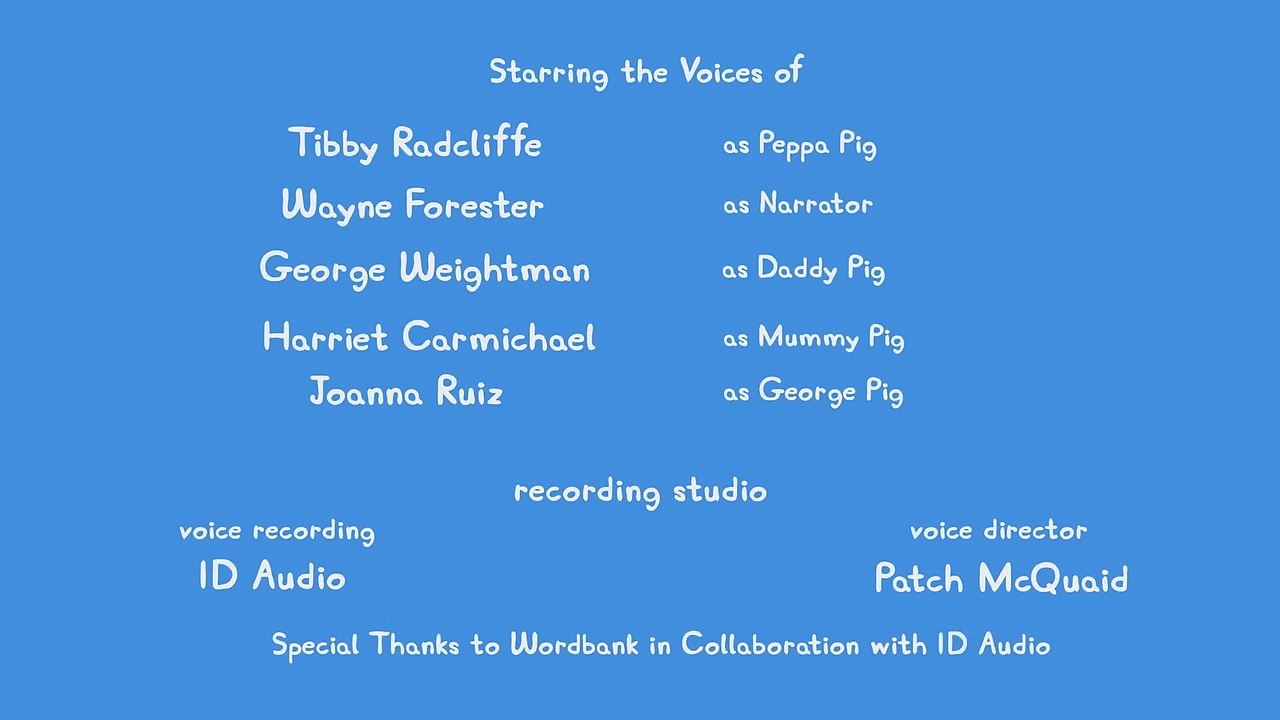 Starring the Voices of
Tibby Radcliffe as Peppa Pig
Wayne Forester as Narrator
George Weightman as Daddy Pig
Harriet Carmichael as Mummy Pig
Joanna Ruiz as George Pig
recording studio
voice recording voice director
ID Audio Patch McQuaid
Special Thanks to Wordbank in Collaboration with ID Audio